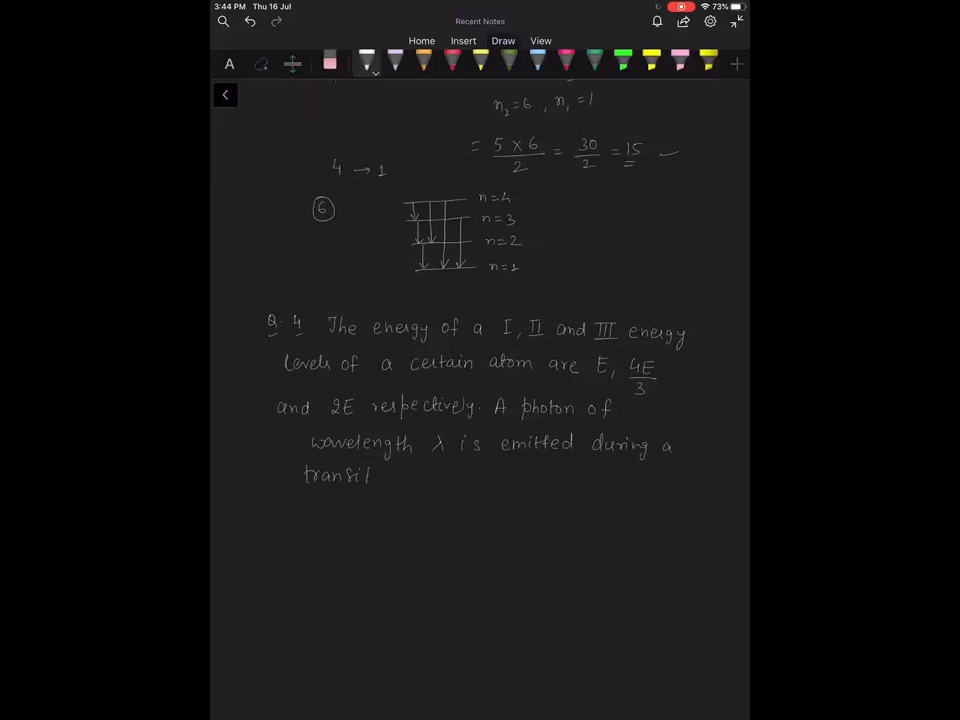 3:44 PM Thu 16 Jul
73%
Recent Notes
Home Insert Draw View
A
n₂=6 , n₁=1
= 5 × 6 / 2 = 30 / 2 = 15
4 → 1
6
n=4
n=3
n=2
n=1
Q. 4 The energy of a I, II and III energy
levels of a certain atom are E, 4E/3
and 2E respectively. A photon of
wavelength λ is emitted during a
transit